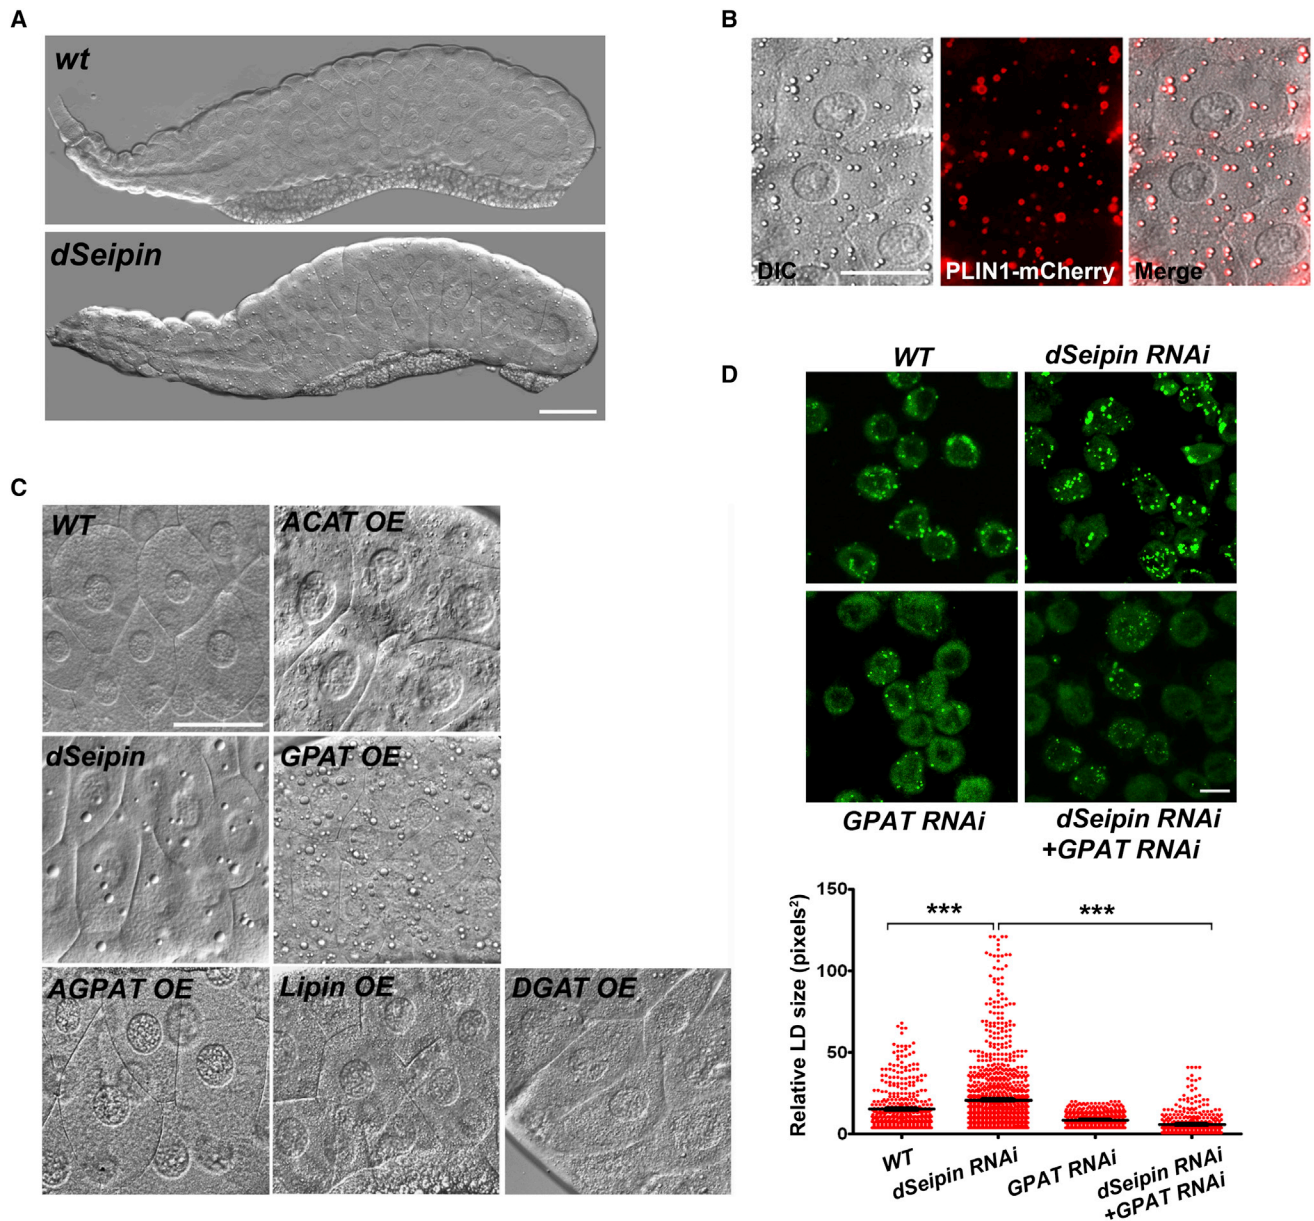 A
wt
dSeipin
B
DIC
PLIN1-mCherry
Merge
C
WT
ACAT OE
dSeipin
GPAT OE
AGPAT OE
Lipin OE
DGAT OE
D
WT
dSeipin RNAi
GPAT RNAi
dSeipin RNAi
+GPAT RNAi
Relative LD size (pixels²)
150
100
50
0
***
***
WT
dSeipin RNAi
GPAT RNAi
dSeipin RNAi
+GPAT RNAi